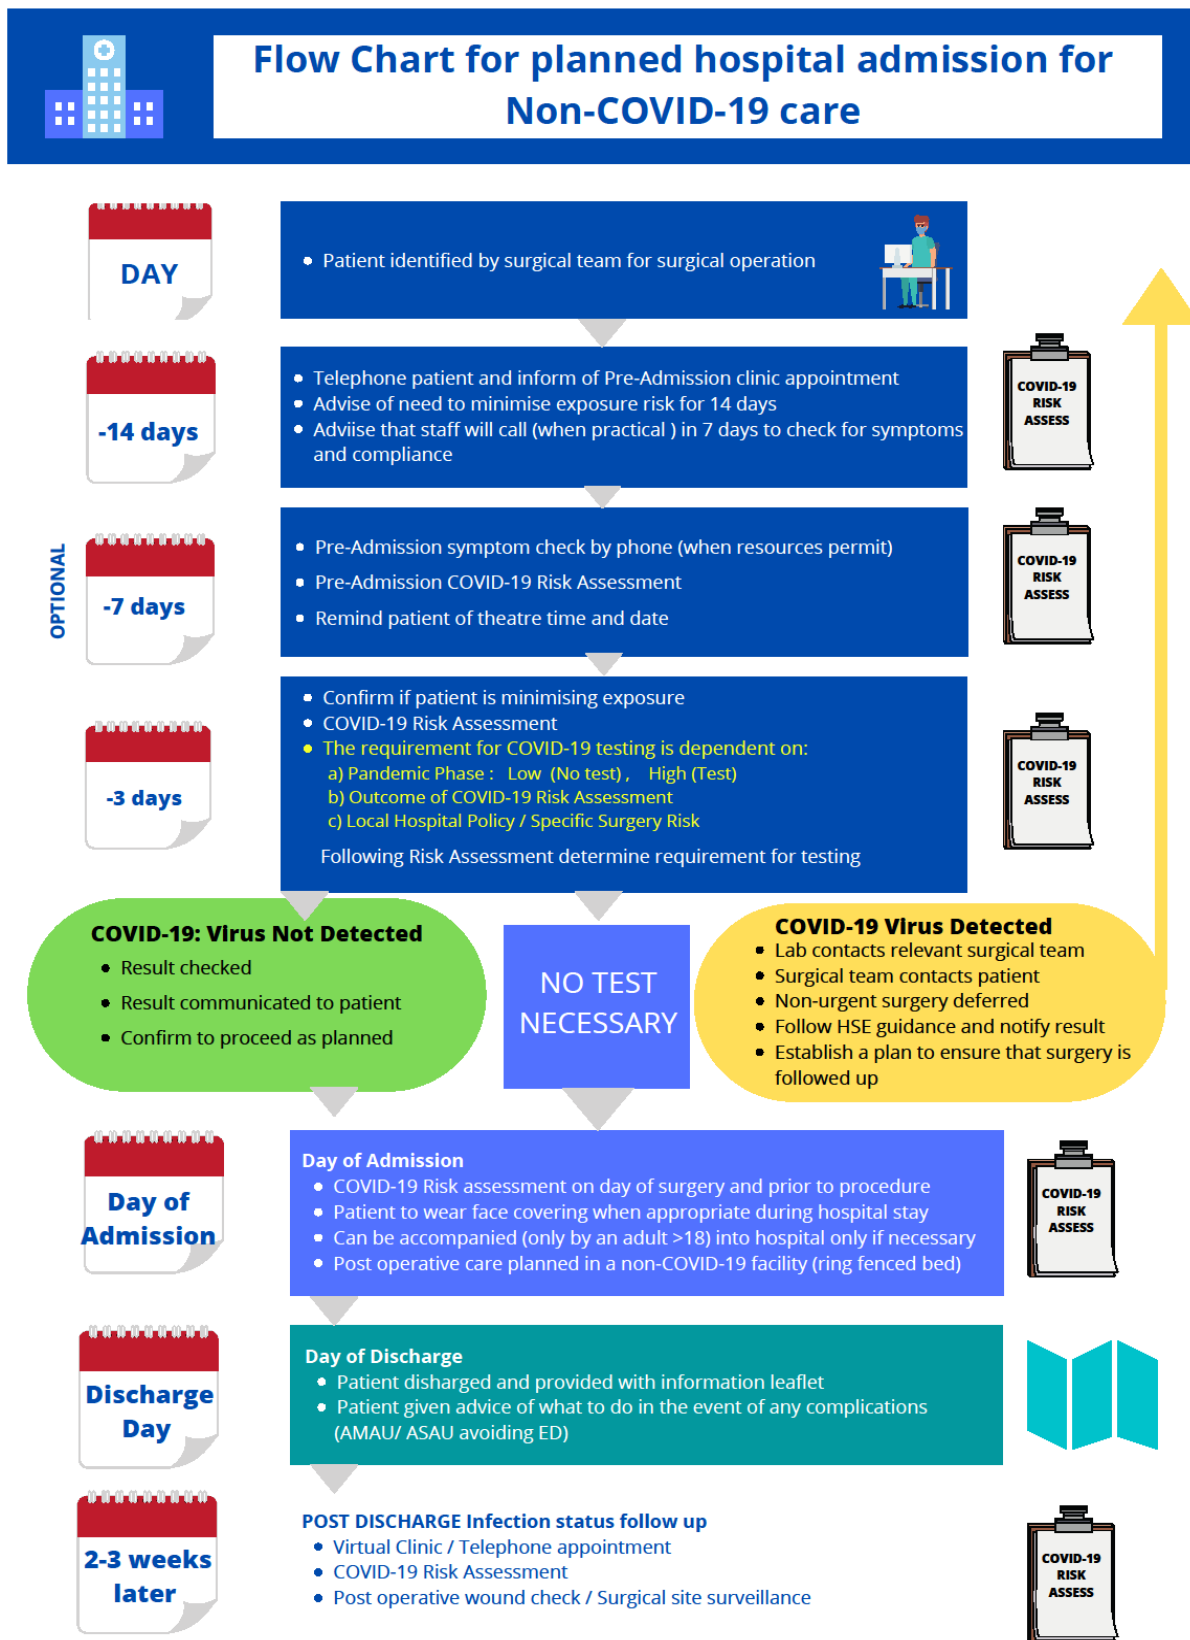 Flow Chart for planned hospital admission for
Non-COVID-19 care
DAY
• Patient identified by surgical team for surgical operation
-14 days
• Telephone patient and inform of Pre-Admission clinic appointment
• Advise of need to minimise exposure risk for 14 days
• Adviise that staff will call (when practical ) in 7 days to check for symptoms
and compliance
COVID-19
RISK
ASSESS
OPTIONAL
-7 days
• Pre-Admission symptom check by phone (when resources permit)
• Pre-Admission COVID-19 Risk Assessment
• Remind patient of theatre time and date
COVID-19
RISK
ASSESS
-3 days
• Confirm if patient is minimising exposure
• COVID-19 Risk Assessment
• The requirement for COVID-19 testing is dependent on:
a) Pandemic Phase : Low (No test) , High (Test)
b) Outcome of COVID-19 Risk Assessment
c) Local Hospital Policy / Specific Surgery Risk
Following Risk Assessment determine requirement for testing
COVID-19
RISK
ASSESS
COVID-19: Virus Not Detected
• Result checked
• Result communicated to patient
• Confirm to proceed as planned
NO TEST
NECESSARY
COVID-19 Virus Detected
• Lab contacts relevant surgical team
• Surgical team contacts patient
• Non-urgent surgery deferred
• Follow HSE guidance and notify result
• Establish a plan to ensure that surgery is
followed up
Day of
Admission
Day of Admission
• COVID-19 Risk assessment on day of surgery and prior to procedure
• Patient to wear face covering when appropriate during hospital stay
• Can be accompanied (only by an adult >18) into hospital only if necessary
• Post operative care planned in a non-COVID-19 facility (ring fenced bed)
COVID-19
RISK
ASSESS
Discharge
Day
Day of Discharge
• Patient disharged and provided with information leaflet
• Patient given advice of what to do in the event of any complications
(AMAU/ ASAU avoiding ED)
2-3 weeks
later
POST DISCHARGE Infection status follow up
• Virtual Clinic / Telephone appointment
• COVID-19 Risk Assessment
• Post operative wound check / Surgical site surveillance
COVID-19
RISK
ASSESS